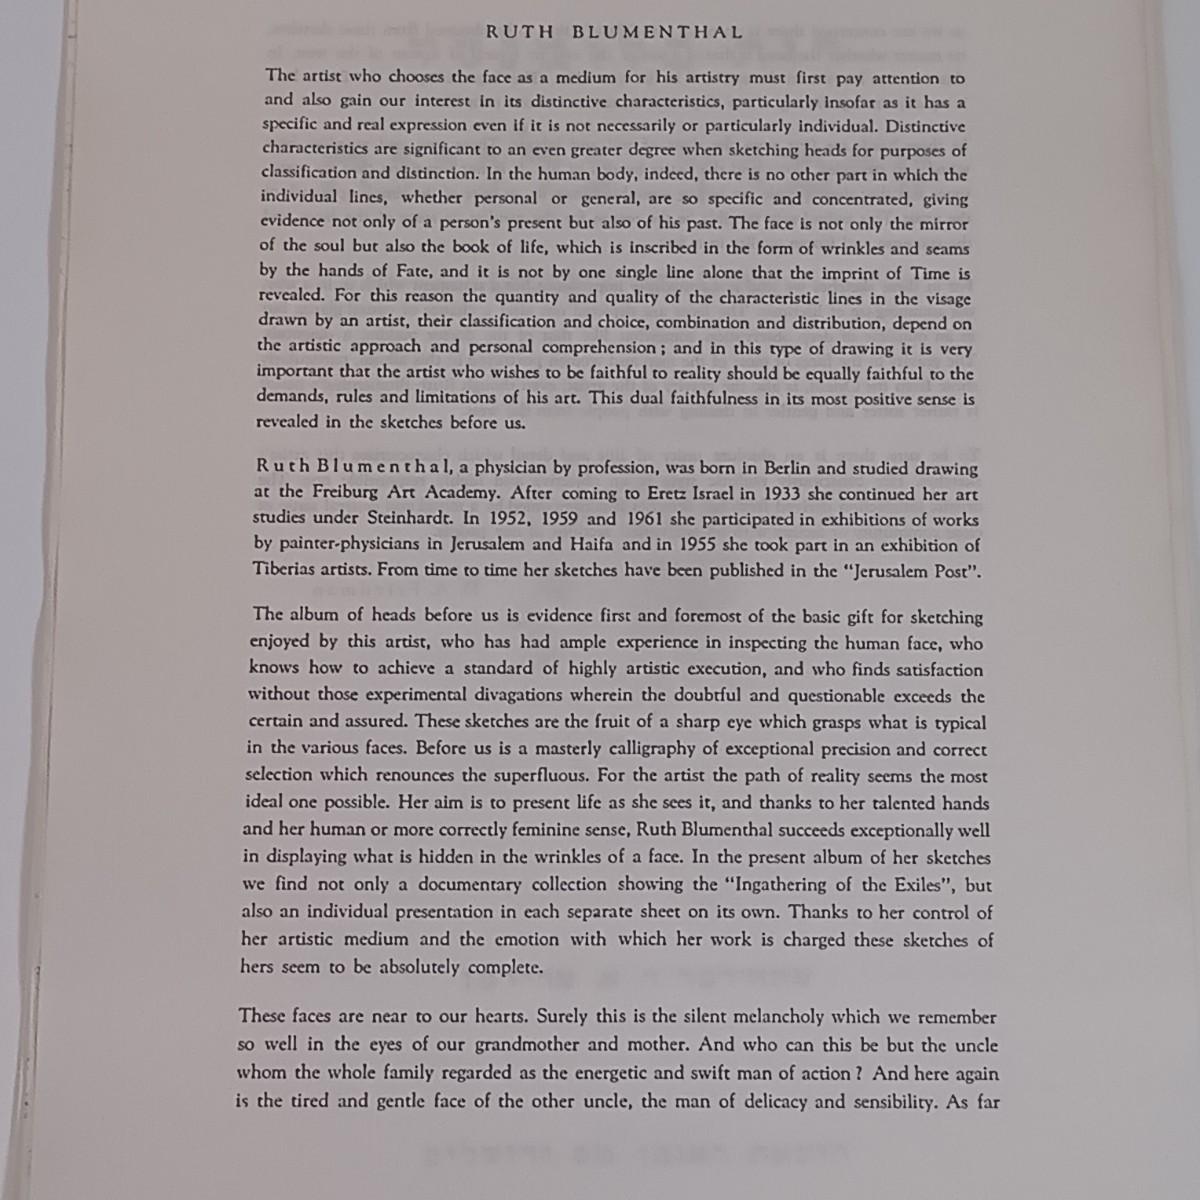 RUTH BLUMENTHAL
The artist who chooses the face as a medium for his artistry must first pay attention to
and also gain our interest in its distinctive characteristics, particularly insofar as it has a
specific and real expression even if it is not necessarily or particularly individual. Distinctive
characteristics are significant to an even greater degree when sketching heads for purposes of
classification and distinction. In the human body, indeed, there is no other part in which the
individual lines, whether personal or general, are so specific and concentrated, giving
evidence not only of a person's present but also of his past. The face is not only the mirror
of the soul but also the book of life, which is inscribed in the form of wrinkles and seams
by the hands of Fate, and it is not by one single line alone that the imprint of Time is
revealed. For this reason the quantity and quality of the characteristic lines in the visage
drawn by an artist, their classification and choice, combination and distribution, depend on
the artistic approach and personal comprehension ; and in this type of drawing it is very
important that the artist who wishes to be faithful to reality should be equally faithful to the
demands, rules and limitations of his art. This dual faithfulness in its most positive sense is
revealed in the sketches before us.
Ruth Blumenthal, a physician by profession, was born in Berlin and studied drawing
at the Freiburg Art Academy. After coming to Eretz Israel in 1933 she continued her art
studies under Steinhardt. In 1952, 1959 and 1961 she participated in exhibitions of works
by painter-physicians in Jerusalem and Haifa and in 1955 she took part in an exhibition of
Tiberias artists. From time to time her sketches have been published in the “Jerusalem Post”.
The album of heads before us is evidence first and foremost of the basic gift for sketching
enjoyed by this artist, who has had ample experience in inspecting the human face, who
knows how to achieve a standard of highly artistic execution, and who finds satisfaction
without those experimental divagations wherein the doubtful and questionable exceeds the
certain and assured. These sketches are the fruit of a sharp eye which grasps what is typical
in the various faces. Before us is a masterly calligraphy of exceptional precision and correct
selection which renounces the superfluous. For the artist the path of reality seems the most
ideal one possible. Her aim is to present life as she sees it, and thanks to her talented hands
and her human or more correctly feminine sense, Ruth Blumenthal succeeds exceptionally well
in displaying what is hidden in the wrinkles of a face. In the present album of her sketches
we find not only a documentary collection showing the “Ingathering of the Exiles”, but
also an individual presentation in each separate sheet on its own. Thanks to her control of
her artistic medium and the emotion with which her work is charged these sketches of
hers seem to be absolutely complete.
These faces are near to our hearts. Surely this is the silent melancholy which we remember
so well in the eyes of our grandmother and mother. And who can this be but the uncle
whom the whole family regarded as the energetic and swift man of action ? And here again
is the tired and gentle face of the other uncle, the man of delicacy and sensibility. As far